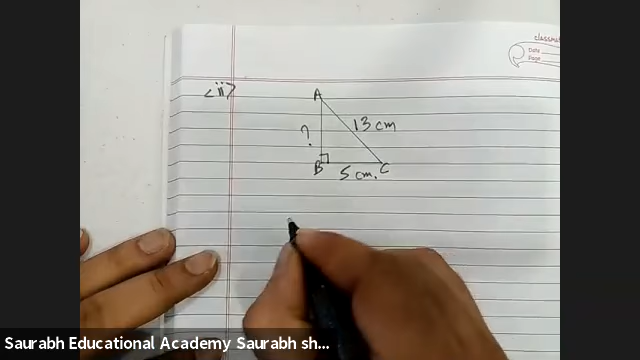 classmate
Date
Page
<ii>
A
13 cm
?
B
5 cm.
C
Saurabh Educational Academy Saurabh sh...